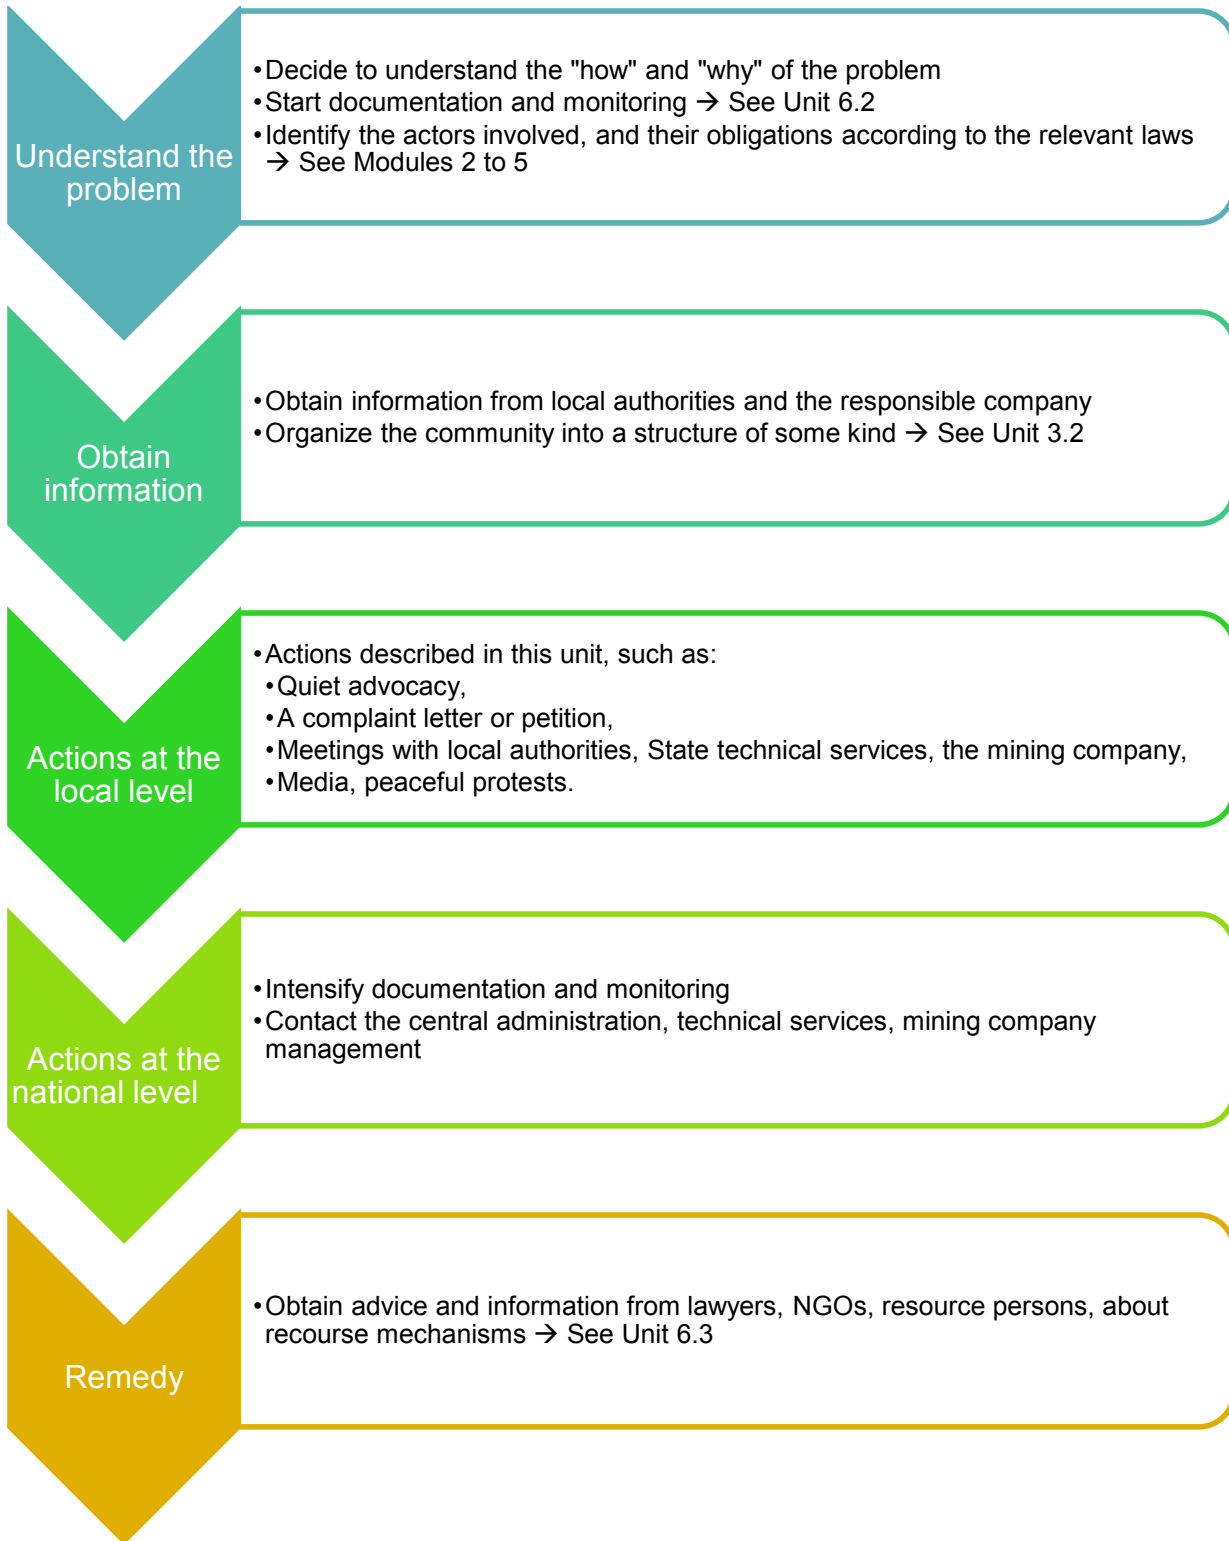 Understand the
problem
•Decide to understand the "how" and "why" of the problem
•Start documentation and monitoring → See Unit 6.2
•Identify the actors involved, and their obligations according to the relevant laws
→ See Modules 2 to 5
Obtain
information
•Obtain information from local authorities and the responsible company
•Organize the community into a structure of some kind → See Unit 3.2
Actions at the
local level
•Actions described in this unit, such as:
•Quiet advocacy,
•A complaint letter or petition,
•Meetings with local authorities, State technical services, the mining company,
•Media, peaceful protests.
Actions at the
national level
•Intensify documentation and monitoring
•Contact the central administration, technical services, mining company
management
Remedy
•Obtain advice and information from lawyers, NGOs, resource persons, about
recourse mechanisms → See Unit 6.3